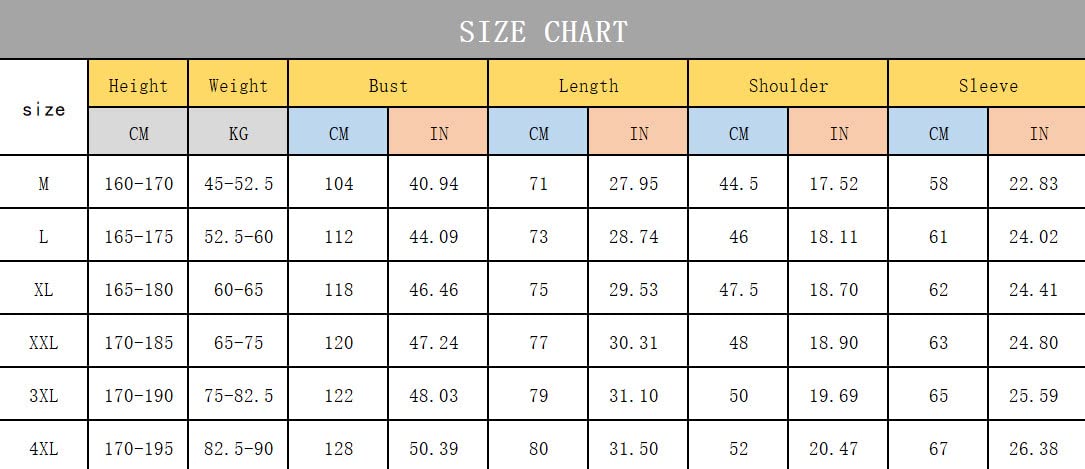 SIZE CHART
size Height Weight Bust Length Shoulder Sleeve
CM KG CM IN CM IN CM IN CM IN
M 160-170 45-52.5 104 40.94 71 27.95 44.5 17.52 58 22.83
L 165-175 52.5-60 112 44.09 73 28.74 46 18.11 61 24.02
XL 165-180 60-65 118 46.46 75 29.53 47.5 18.70 62 24.41
XXL 170-185 65-75 120 47.24 77 30.31 48 18.90 63 24.80
3XL 170-190 75-82.5 122 48.03 79 31.10 50 19.69 65 25.59
4XL 170-195 82.5-90 128 50.39 80 31.50 52 20.47 67 26.38